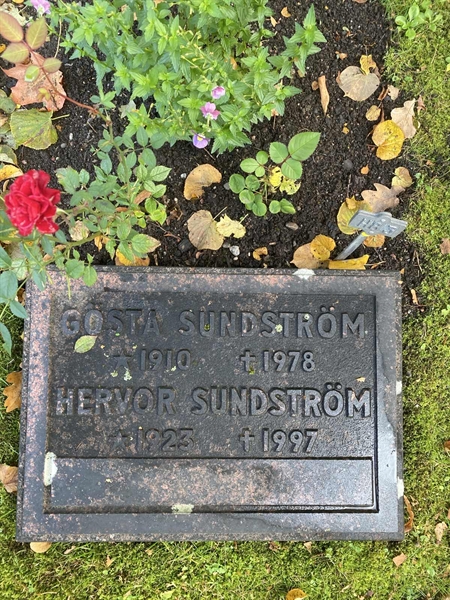 GÖSTA SUNDSTRÖM
* 1910 † 1978
HERVOR SUNDSTRÖM
* 1923 † 1997